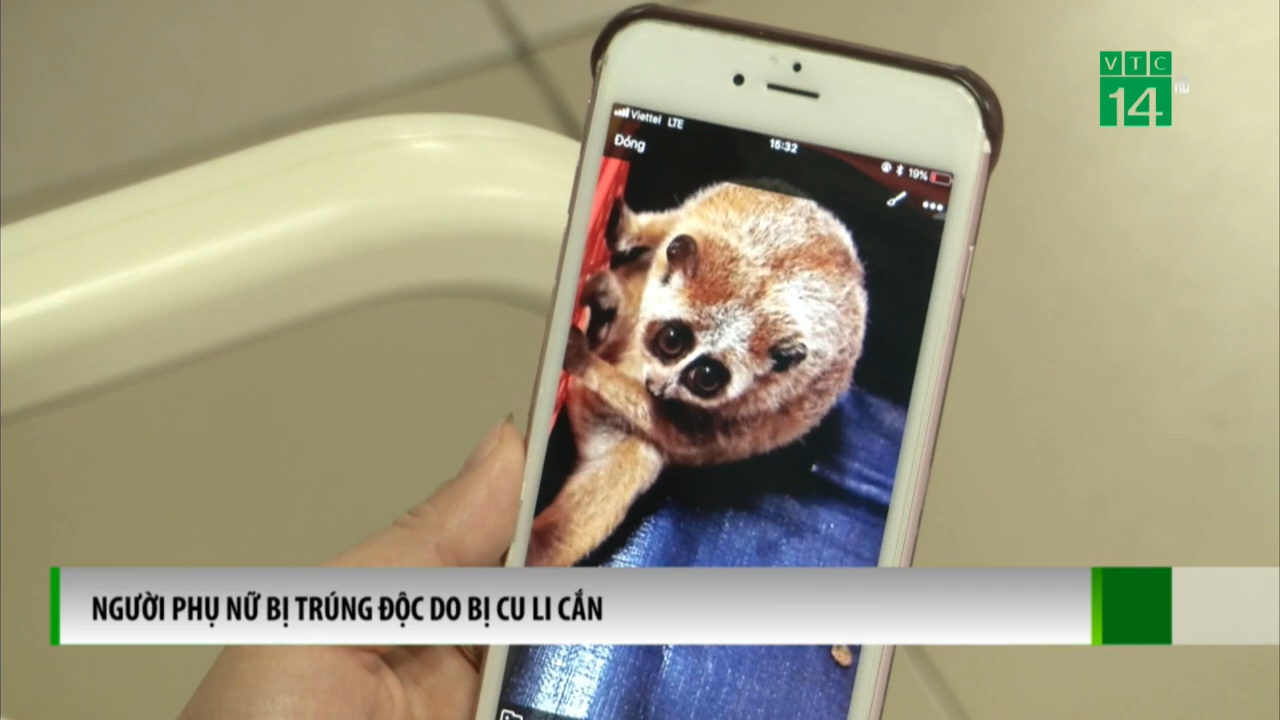 VTC
14
HD
Viettel LTE
15:32
19%
Đóng
NGƯỜI PHỤ NỮ BỊ TRÚNG ĐỘC DO BỊ CU LI CẮN